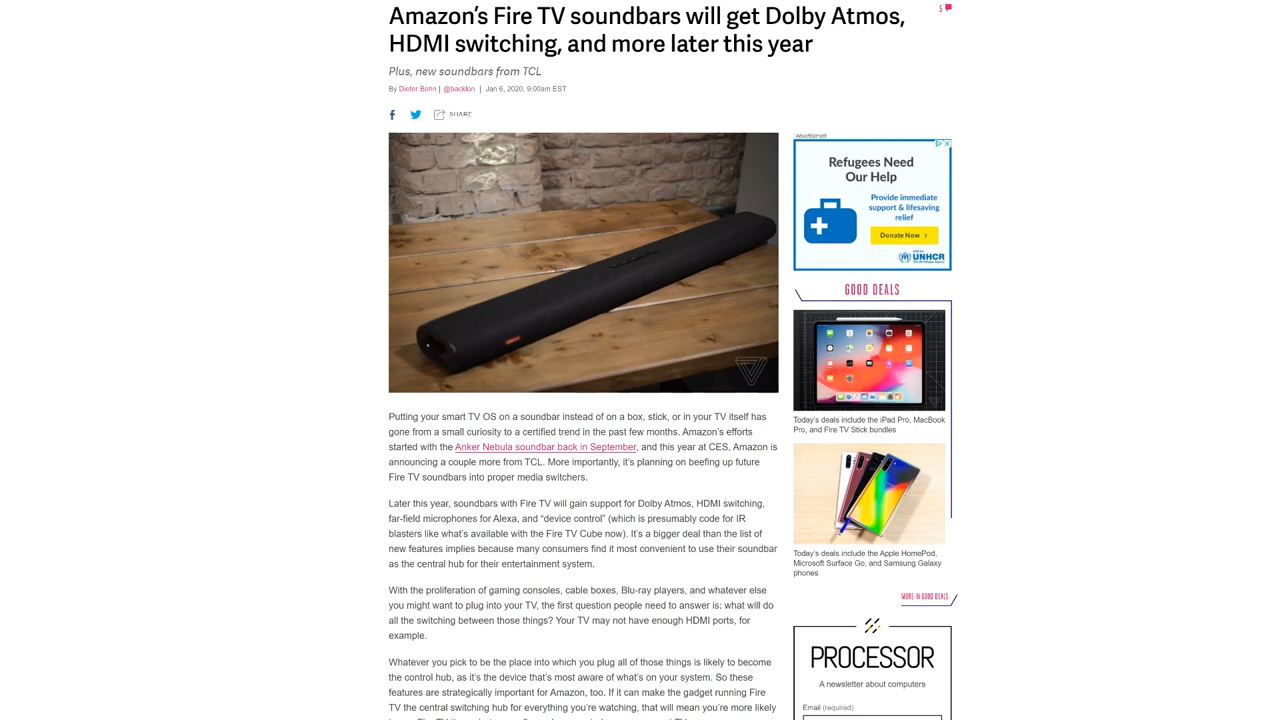 Amazon's Fire TV soundbars will get Dolby Atmos,
HDMI switching, and more later this year
5
Plus, new soundbars from TCL
By Dieter Bohn | @backlon | Jan 6, 2020, 9:00am EST
SHARE
Putting your smart TV OS on a soundbar instead of on a box, stick, or in your TV itself has
gone from a small curiosity to a certified trend in the past few months. Amazon's efforts
started with the Anker Nebula soundbar back in September, and this year at CES, Amazon is
announcing a couple more from TCL. More importantly, it's planning on beefing up future
Fire TV soundbars into proper media switchers.
Later this year, soundbars with Fire TV will gain support for Dolby Atmos, HDMI switching,
far-field microphones for Alexa, and “device control” (which is presumably code for IR
blasters like what's available with the Fire TV Cube now). It's a bigger deal than the list of
new features implies because many consumers find it most convenient to use their soundbar
as the central hub for their entertainment system.
With the proliferation of gaming consoles, cable boxes, Blu-ray players, and whatever else
you might want to plug into your TV, the first question people need to answer is: what will do
all the switching between those things? Your TV may not have enough HDMI ports, for
example.
Whatever you pick to be the place into which you plug all of those things is likely to become
the control hub, as it's the device that's most aware of what's on your system. So these
features are strategically important for Amazon, too. If it can make the gadget running Fire
TV the central switching hub for everything you're watching, that will mean you're more likely
Advertisement
Refugees Need
Our Help
Provide immediate
support & lifesaving
relief
Donate Now >
UNHCR
GOOD DEALS
Today's deals include the iPad Pro, MacBook
Pro, and Fire TV Stick bundles
Today's deals include the Apple HomePod,
Microsoft Surface Go, and Samsung Galaxy
phones
MORE IN GOOD DEALS
PROCESSOR
A newsletter about computers
Email (required)